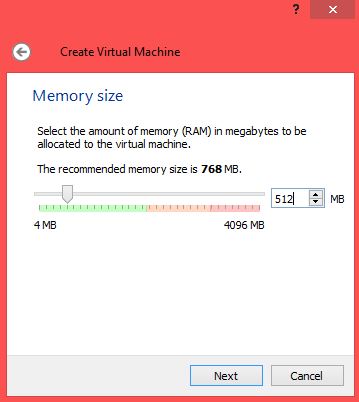 ?
Create Virtual Machine
Memory size
Select the amount of memory (RAM) in megabytes to be
allocated to the virtual machine.
The recommended memory size is 768 MB.
512 MB
4 MB 4096 MB
Next Cancel